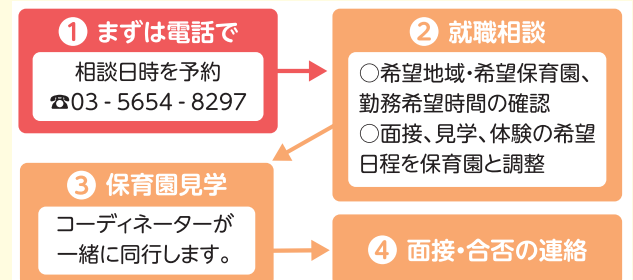 ❶ まずは電話で
相談日時を予約
☎03 - 5654 - 8297
❷ 就職相談
○希望地域・希望保育園、
勤務希望時間の確認
○面接、見学、体験の希望
日程を保育園と調整
❸ 保育園見学
コーディネーターが
一緒に同行します。
❹ 面接・合否の連絡